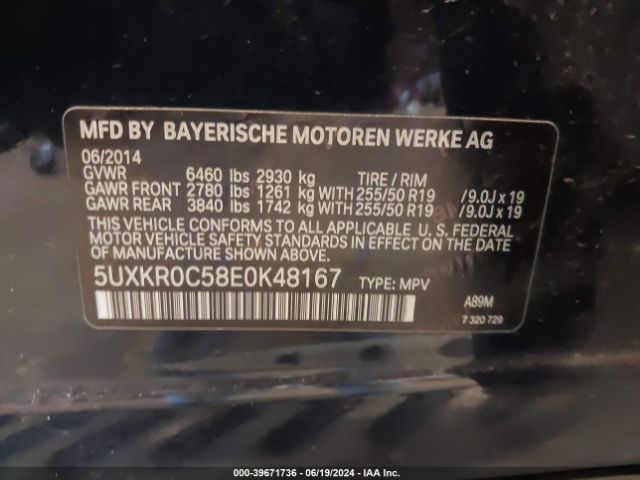 MFD BY BAYERISCHE MOTOREN WERKE AG
06/2014
GVWR 6460 lbs 2930 kg TIRE / RIM
GAWR FRONT 2780 lbs 1261 kg WITH 255/50 R19 /9.0J x 19
GAWR REAR 3840 lbs 1742 kg WITH 255/50 R19 /9.0J x 19
THIS VEHICLE CONFORMS TO ALL APPLICABLE U. S. FEDERAL
MOTOR VEHICLE SAFETY STANDARDS IN EFFECT ON THE DATE
OF MANUFACTURE SHOWN ABOVE.
5UXKR0C58E0K48167 TYPE: MPV
A89M
7 320 729
000-39671736 - 06/19/2024 - IAA Inc.